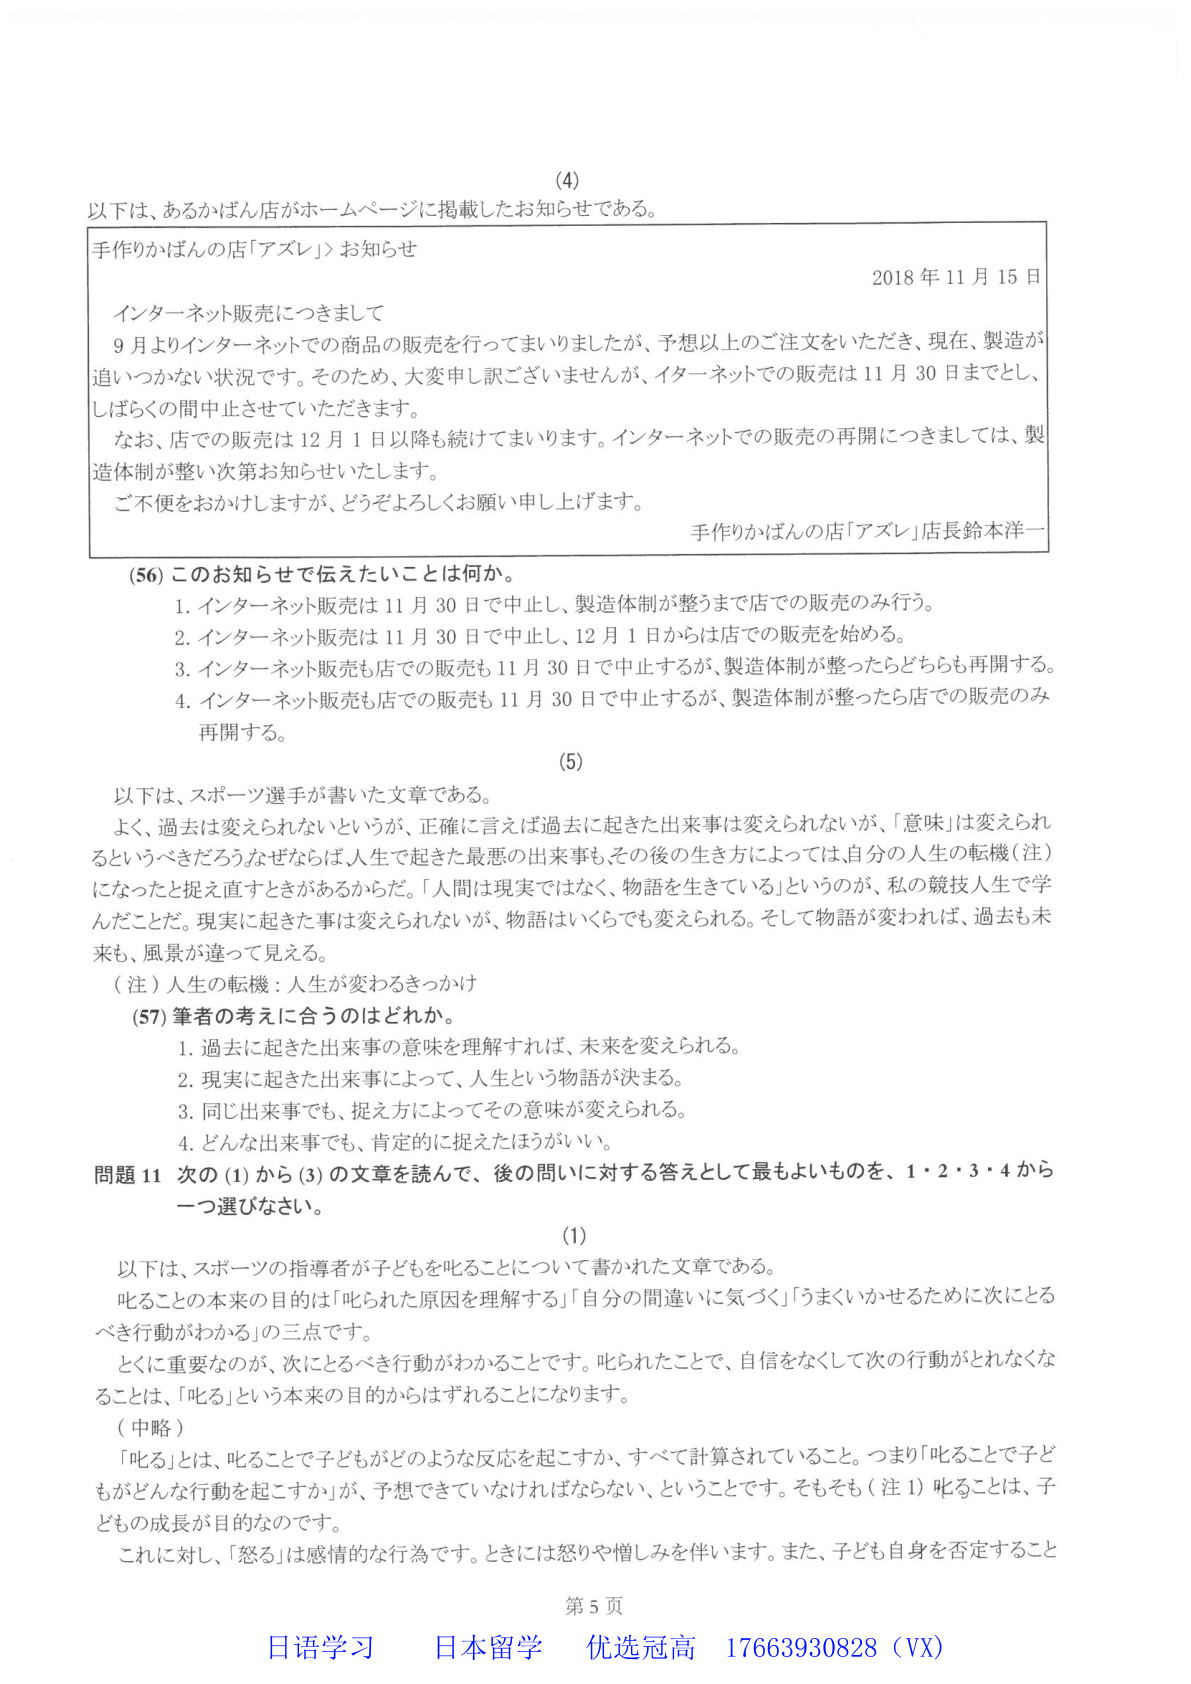 (4)
以下は、あるかばん店がホームページに掲載したお知らせである。
手作りかばんの店「アズレ」> お知らせ
2018 年 11 月 15 日
インターネット販売につきまして
9 月よりインターネットでの商品の販売を行ってまいりましたが、予想以上のご注文をいただき、現在、製造が
追いつかない状況です。そのため、大変申し訳ございませんが、イターネットでの販売は 11 月 30 日までとし、
しばらくの間中止させていただきます。
なお、店での販売は 12 月 1 日以降も続けてまいります。インターネットでの販売の再開につきましては、製
造体制が整い次第お知らせいたします。
ご不便をおかけしますが、どうぞよろしくお願い申し上げます。
手作りかばんの店「アズレ」店長鈴本洋一
(56) このお知らせで伝えたいことは何か。
1. インターネット販売は 11 月 30 日で中止し、製造体制が整うまで店での販売のみ行う。
2. インターネット販売は 11 月 30 日で中止し、12 月 1 日からは店での販売を始める。
3. インターネット販売も店での販売も 11 月 30 日で中止するが、製造体制が整ったらどちらも再開する。
4. インターネット販売も店での販売も 11 月 30 日で中止するが、製造体制が整ったら店での販売のみ
再開する。
(5)
以下は、スポーツ選手が書いた文章である。
よく、過去は変えられないというが、正確に言えば過去に起きた出来事は変えられないが、「意味」は変えられ
るというべきだろう。なぜならば、人生で起きた最悪の出来事も、その後の生き方によっては、自分の人生の転機（注）
になったと捉え直すときがあるからだ。「人間は現実ではなく、物語を生きている」というのが、私の競技人生で学
んだことだ。現実に起きた事は変えられないが、物語はいくらでも変えられる。そして物語が変われば、過去も未
来も、風景が違って見える。
（注）人生の転機：人生が変わるきっかけ
(57) 筆者の考えに合うのはどれか。
1. 過去に起きた出来事の意味を理解すれば、未来を変えられる。
2. 現実に起きた出来事によって、人生という物語が決まる。
3. 同じ出来事でも、捉え方によってその意味が変えられる。
4. どんな出来事でも、肯定的に捉えたほうがいい。
問題 11 次の (1) から (3) の文章を読んで、後の問いに対する答えとして最もよいものを、1・2・3・4 から
一つ選びなさい。
(1)
以下は、スポーツの指導者が子どもを叱ることについて書かれた文章である。
叱ることの本来の目的は「叱られた原因を理解する」「自分の間違いに気づく」「うまくいかせるために次にとる
べき行動がわかる」の三点です。
とくに重要なのが、次にとるべき行動がわかることです。叱られたことで、自信をなくして次の行動がとれなくな
ることは、「叱る」という本来の目的からはずれることになります。
（中略）
「叱る」とは、叱ることで子どもがどのような反応を起こすか、すべて計算されていること。つまり「叱ることで子ど
もがどんな行動を起こすか」が、予想できていなければならない、ということです。そもそも（注 1）叱ることは、子
どもの成長が目的なのです。
これに対し、「怒る」は感情的な行為です。ときには怒りや憎しみを伴います。また、子ども自身を否定すること
第 5 页
日语学习 日本留学 优选冠高 17663930828（VX）